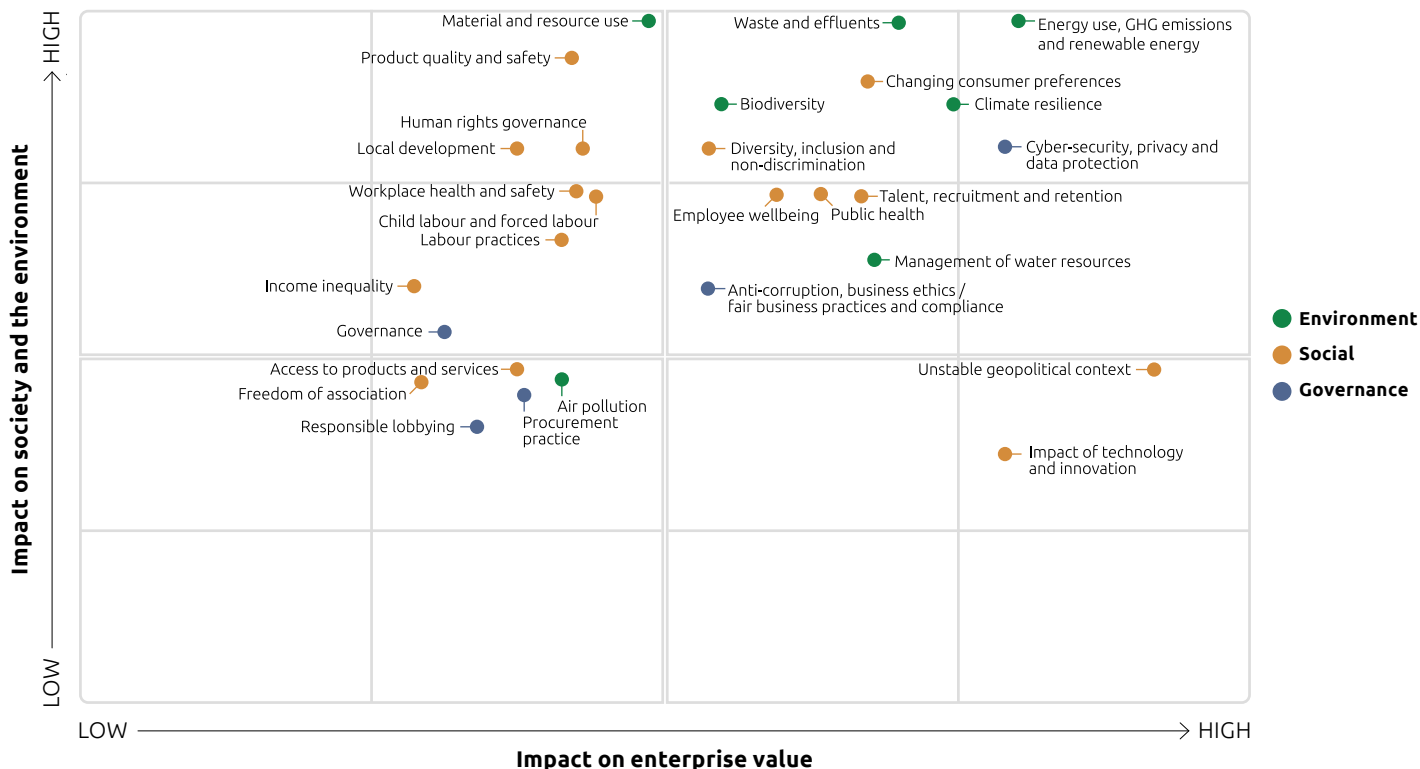 HIGH
Impact on society and the environment
LOW
Material and resource use
Waste and effluents
Energy use, GHG emissions
and renewable energy
Product quality and safety
Changing consumer preferences
Biodiversity
Climate resilience
Human rights governance
Local development
Diversity, inclusion and
non-discrimination
Cyber-security, privacy and
data protection
Workplace health and safety
Child labour and forced labour
Labour practices
Employee wellbeing
Public health
Talent, recruitment and retention
Management of water resources
Income inequality
Anti-corruption, business ethics /
fair business practices and compliance
Governance
Access to products and services
Freedom of association
Air pollution
Responsible lobbying
Procurement
practice
Unstable geopolitical context
Impact of technology
and innovation
Environment
Social
Governance
LOW
HIGH
Impact on enterprise value